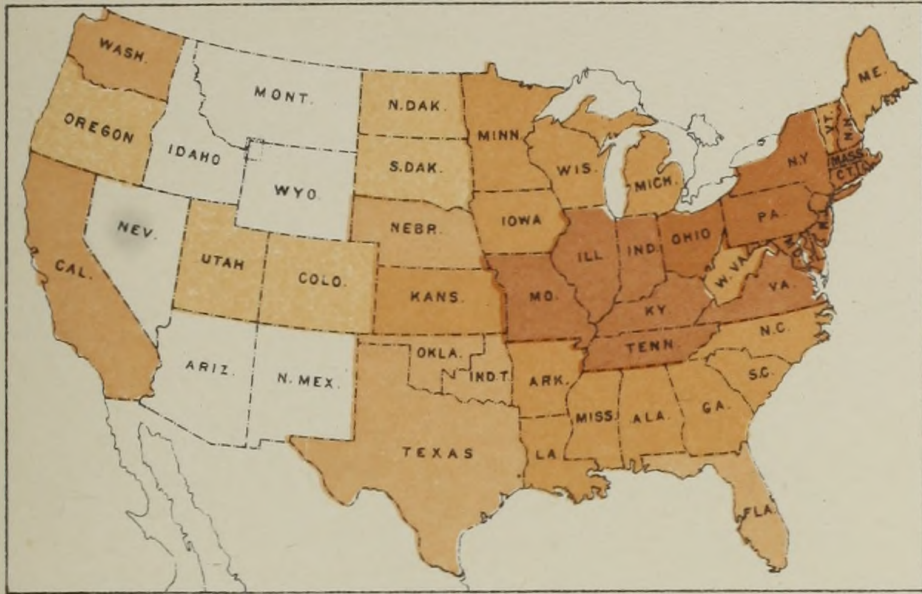 WASH.
OREGON
CAL.
NEV.
IDAHO
MONT.
WYO.
UTAH
COLO.
ARIZ.
N. MEX.
N. DAK.
S. DAK.
NEBR.
KANS.
OKLA.
IND. T.
TEXAS
MINN.
IOWA
MO.
ARK.
LA.
WIS.
ILL
MICH.
IND.
OHIO
KY
TENN.
MISS.
ALA.
GA.
FLA.
S.C.
N.C.
VA.
W. VA.
PA.
N.Y
VT.
N.H.
ME.
MASS.
CT.